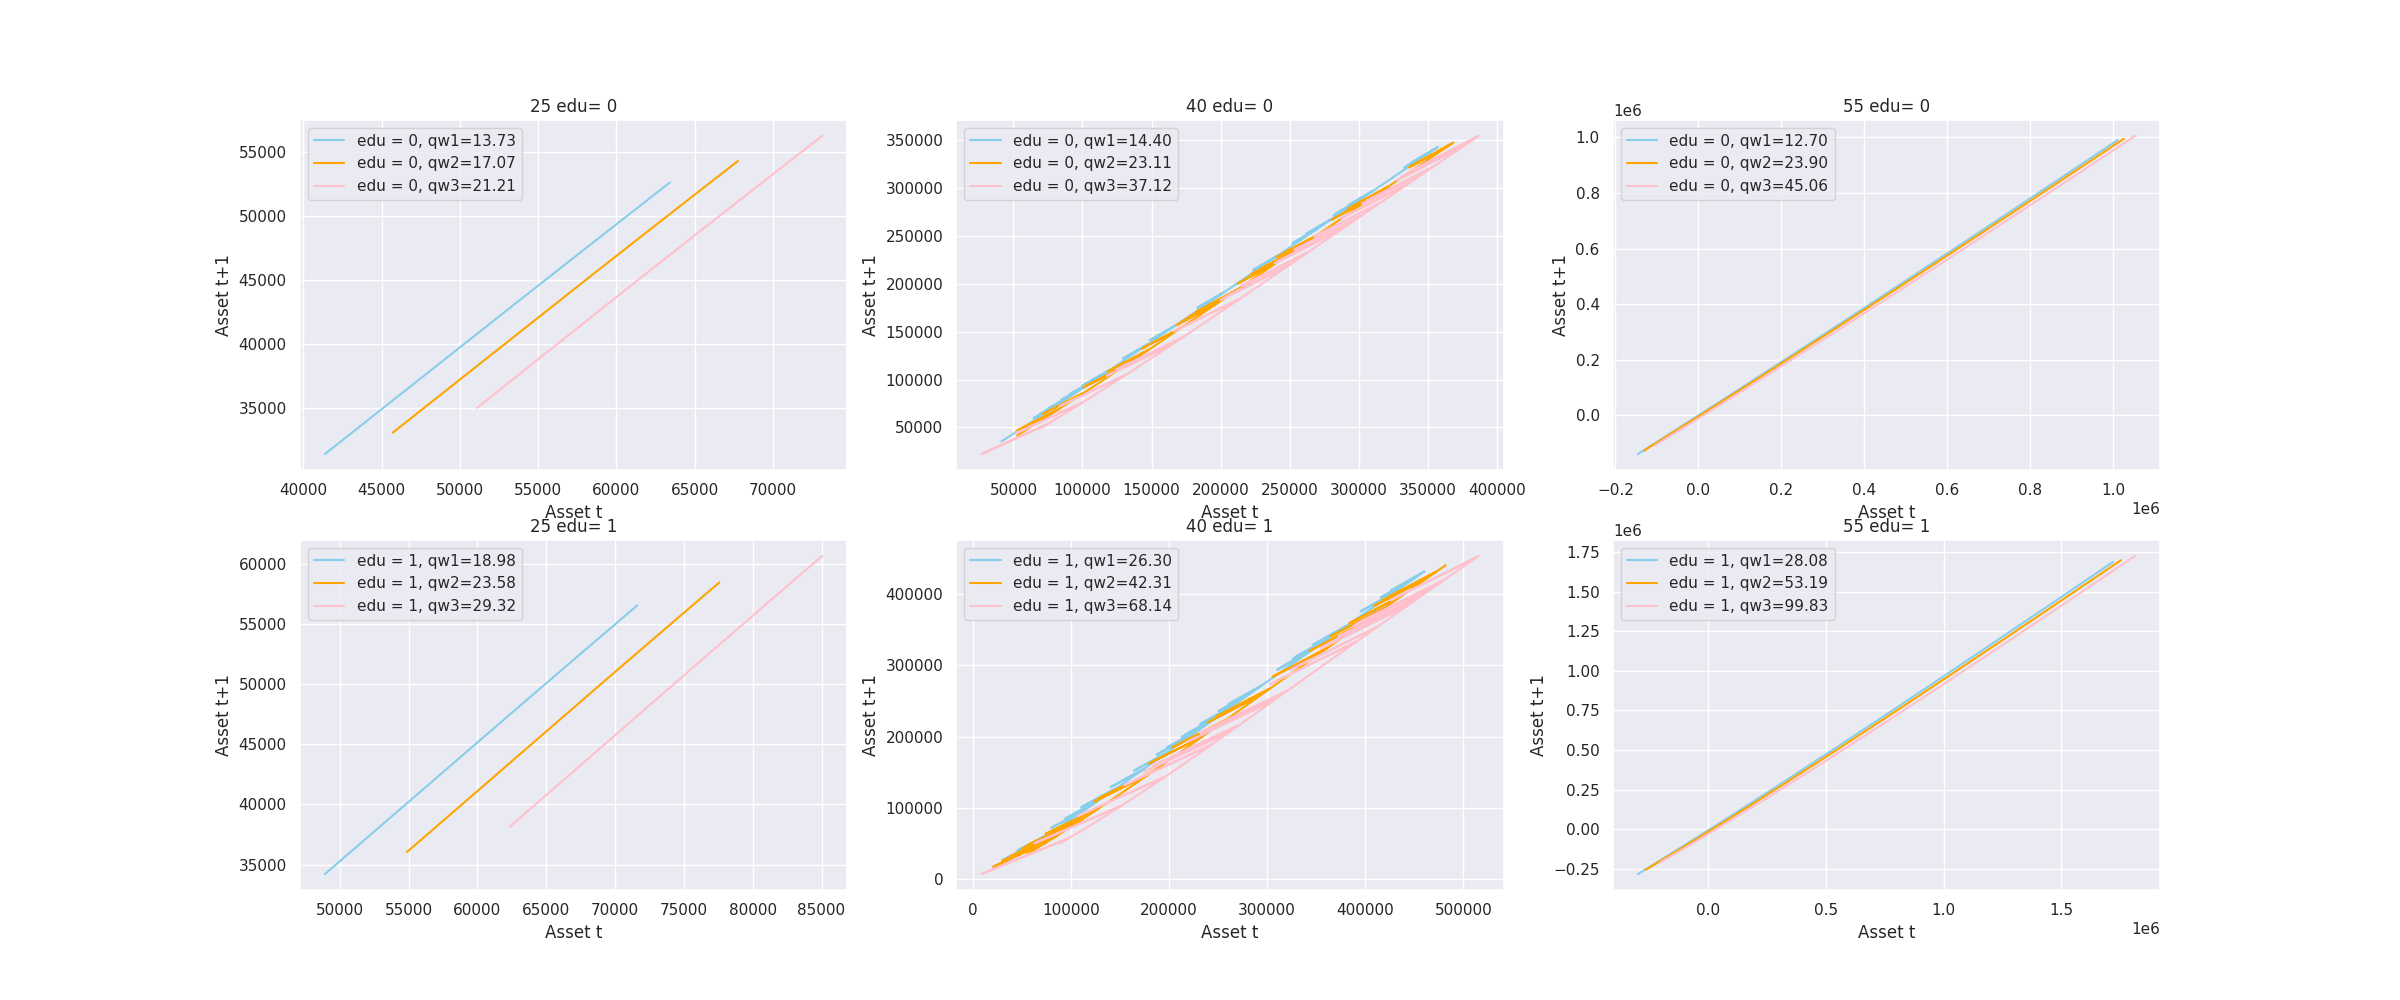 25 edu= 0
edu = 0, qw1=13.73
edu = 0, qw2=17.07
edu = 0, qw3=21.21
55000
50000
45000
40000
35000
Asset t+1
40000 45000 50000 55000 60000 65000 70000
Asset t
40 edu= 0
edu = 0, qw1=14.40
edu = 0, qw2=23.11
edu = 0, qw3=37.12
350000
300000
250000
200000
150000
100000
50000
Asset t+1
50000 100000 150000 200000 250000 300000 350000 400000
Asset t
55 edu= 0
1e6
edu = 0, qw1=12.70
edu = 0, qw2=23.90
edu = 0, qw3=45.06
1.0
0.8
0.6
0.4
0.2
0.0
Asset t+1
−0.2 0.0 0.2 0.4 0.6 0.8 1.0
Asset t
1e6
25 edu= 1
edu = 1, qw1=18.98
edu = 1, qw2=23.58
edu = 1, qw3=29.32
60000
55000
50000
45000
40000
35000
Asset t+1
50000 55000 60000 65000 70000 75000 80000 85000
Asset t
40 edu= 1
edu = 1, qw1=26.30
edu = 1, qw2=42.31
edu = 1, qw3=68.14
400000
300000
200000
100000
0
Asset t+1
0 100000 200000 300000 400000 500000
Asset t
55 edu= 1
1e6
edu = 1, qw1=28.08
edu = 1, qw2=53.19
edu = 1, qw3=99.83
1.75
1.50
1.25
1.00
0.75
0.50
0.25
0.00
−0.25
Asset t+1
0.0 0.5 1.0 1.5
Asset t
1e6